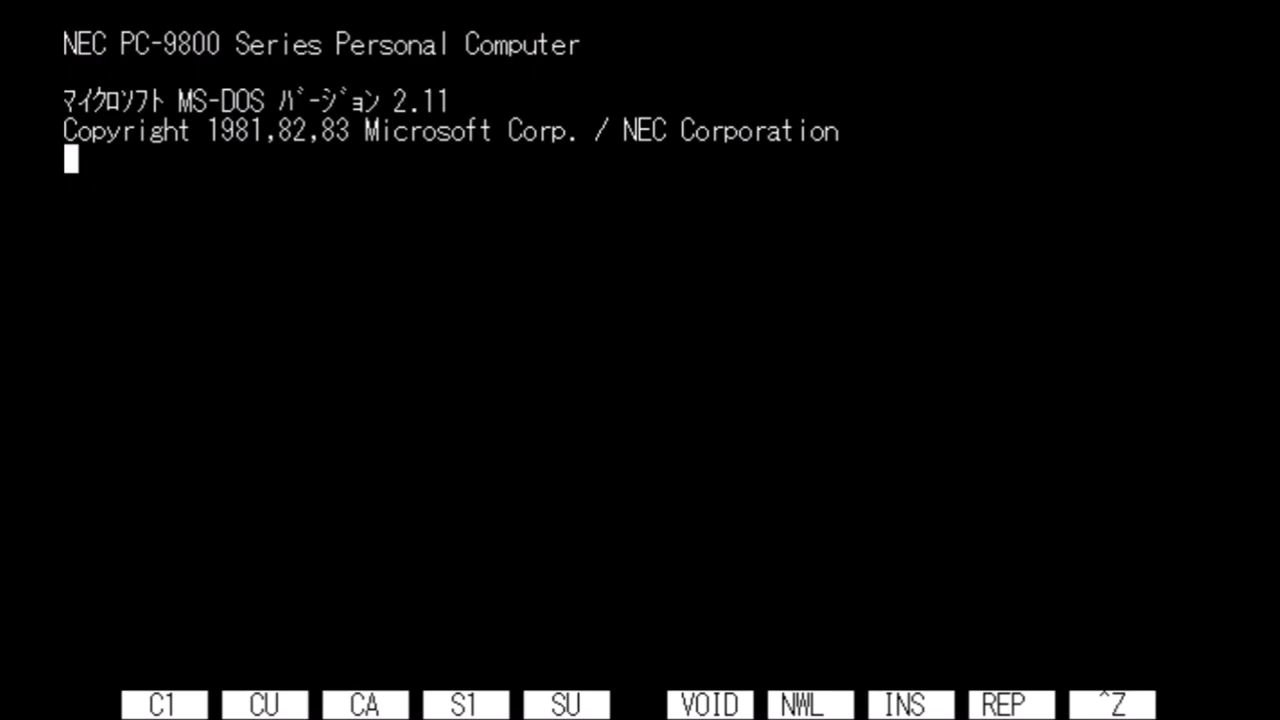 NEC PC-9800 Series Personal Computer
ﾏｲｸﾛｿﾌﾄ MS-DOS ﾊﾞｰｼﾞｮﾝ 2.11
Copyright 1981,82,83 Microsoft Corp. / NEC Corporation
C1 CU CA S1 SU VOID NWL INS REP ^Z